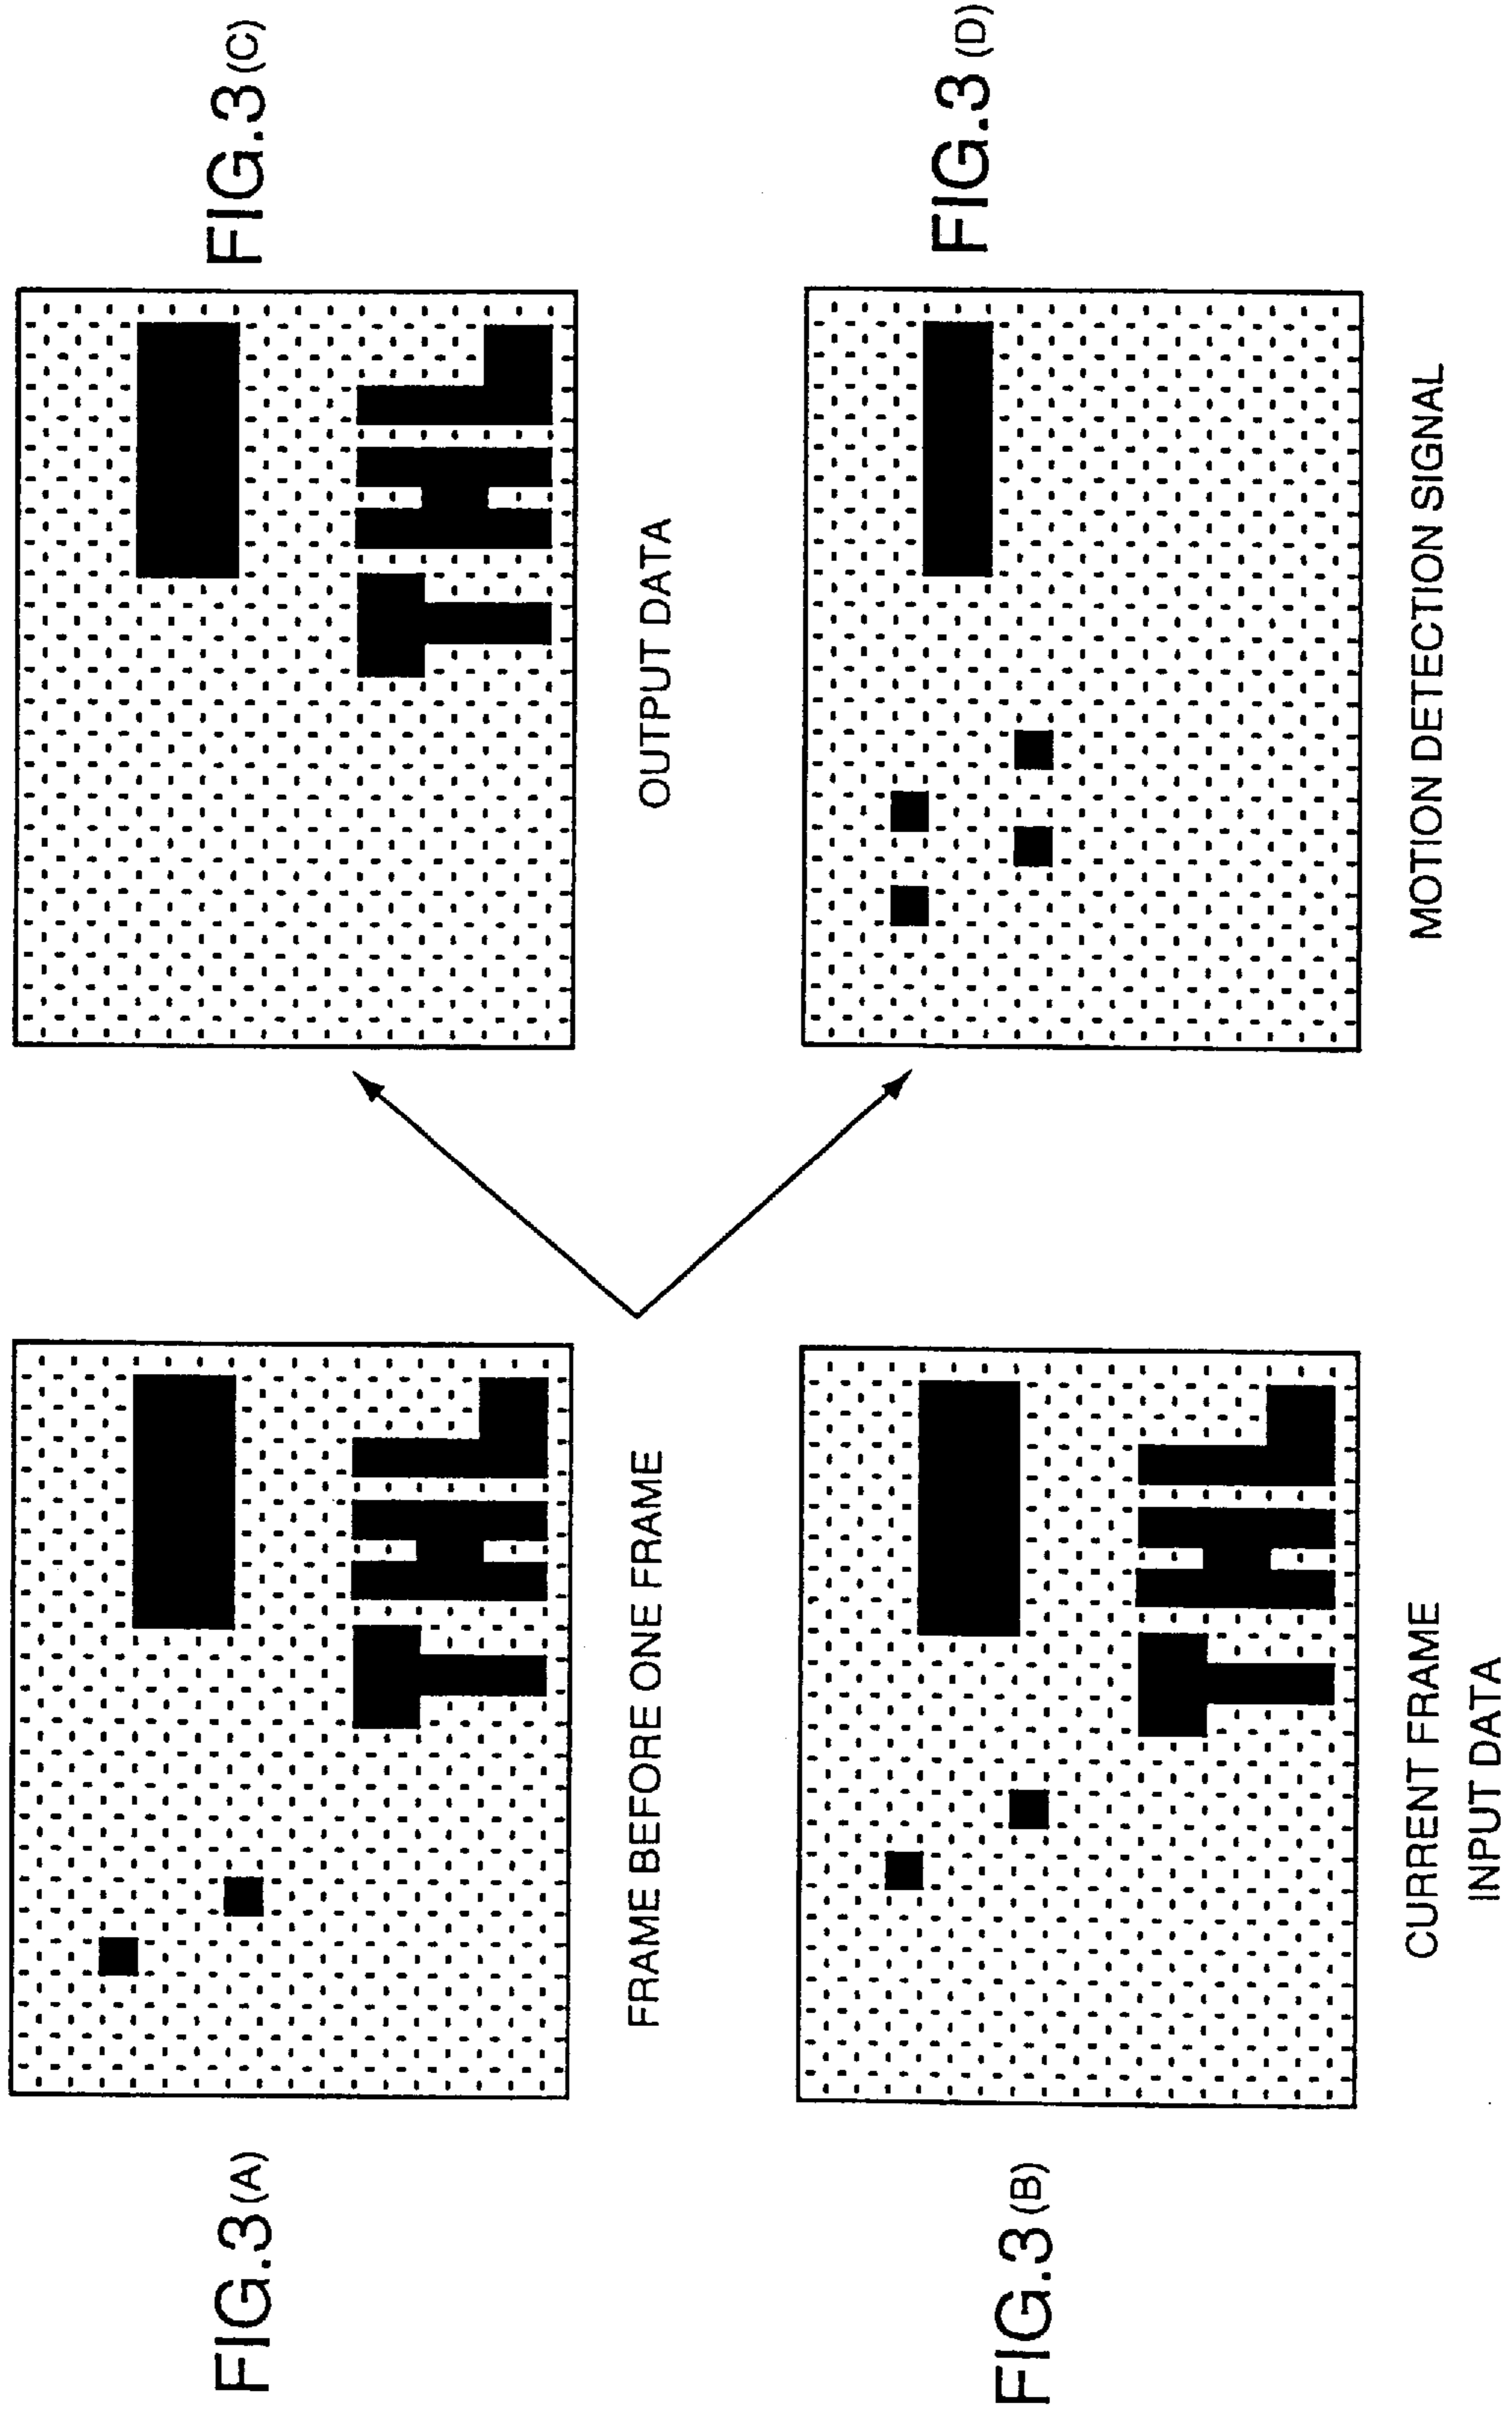 FIG.3(A)
THL
FRAME BEFORE ONE FRAME
FIG.3(B)
THL
CURRENT FRAME
INPUT DATA
FIG.3(C)
THL
OUTPUT DATA
FIG.3(D)
MOTION DETECTION SIGNAL